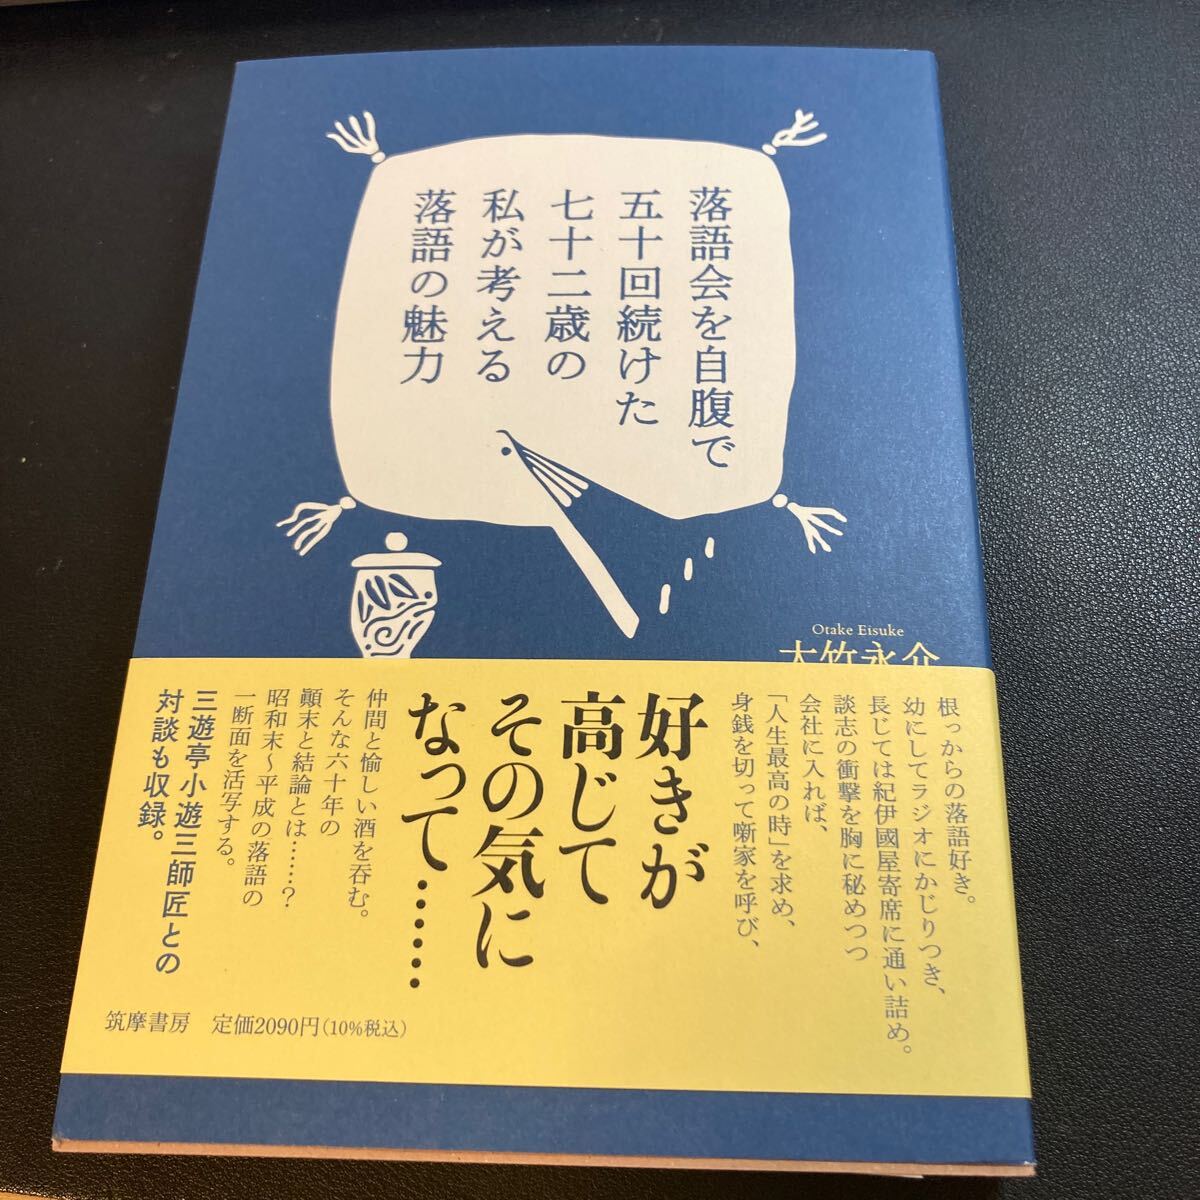 落語会を自腹で
五十回続けた
七十二歳の
私が考える
落語の魅力
Otake Eisuke
大竹永介
根っからの落語好き。
幼にしてラジオにかじりつき、
長じては紀伊國屋寄席に通い詰め。
談志の衝撃を胸に秘めつつ
会社に入れば、
「人生最高の時」を求め、
身銭を切って噺家を呼び、
好きが
高じて
その気に
なって……
仲間と愉しい酒を呑む。
そんな六十年の
顛末と結論とは……?
昭和末〜平成の落語の
一断面を活写する。
三遊亭小遊三師匠との
対談も収録。
筑摩書房 定価2090円(10%税込)